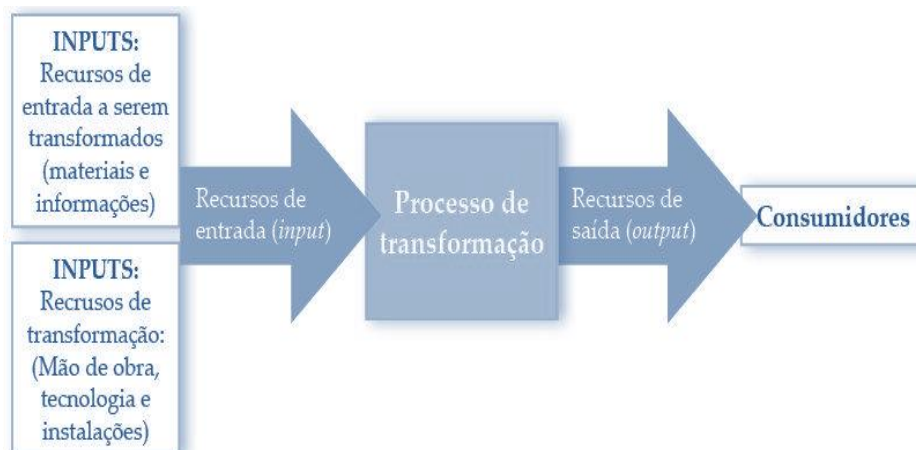 INPUTS:
Recursos de
entrada a serem
transformados
(materiais e
informações)
INPUTS:
Recrusos de
transformação:
(Mão de obra,
tecnologia e
instalações)
Recursos de
entrada (input)
Processo de
transformação
Recursos de
saída (output)
Consumidores